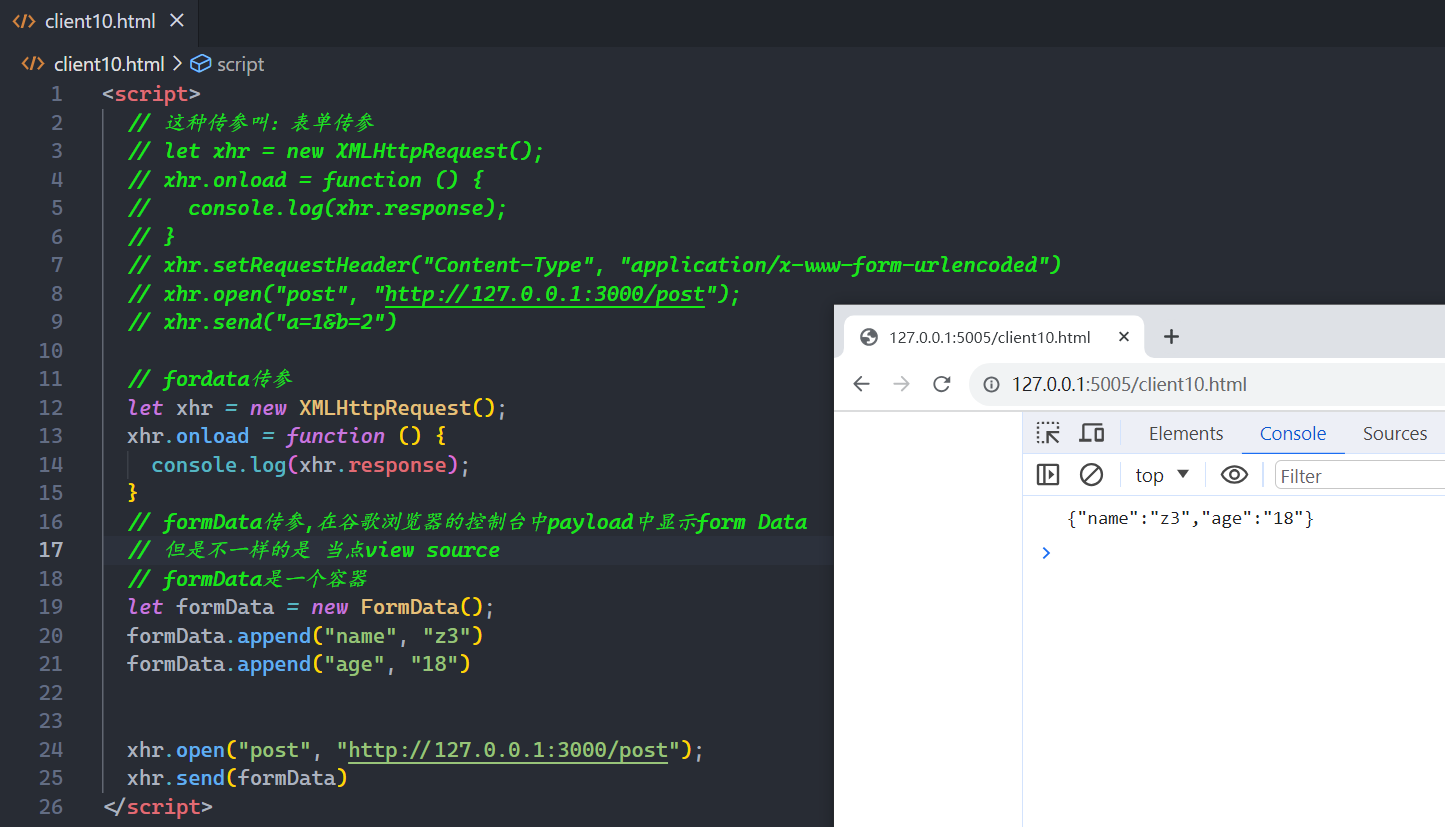 client10.html
client10.html > script
1 <script>
2 // 这种传参叫: 表单传参
3 // let xhr = new XMLHttpRequest();
4 // xhr.onload = function () {
5 //   console.log(xhr.response);
6 // }
7 // xhr.setRequestHeader("Content-Type", "application/x-www-form-urlencoded")
8 // xhr.open("post", "http://127.0.0.1:3000/post");
9 // xhr.send("a=1&b=2")
10
11 // fordata传参
12 let xhr = new XMLHttpRequest();
13 xhr.onload = function () {
14   console.log(xhr.response);
15 }
16 // formData传参,在谷歌浏览器的控制台中payload中显示form Data
17 // 但是不一样的是 当点view source
18 // formData是一个容器
19 let formData = new FormData();
20 formData.append("name", "z3")
21 formData.append("age", "18")
22
23
24 xhr.open("post", "http://127.0.0.1:3000/post");
25 xhr.send(formData)
26 </script>
127.0.0.1:5005/client10.html
127.0.0.1:5005/client10.html
Elements Console Sources
top Filter
{"name":"z3","age":"18"}